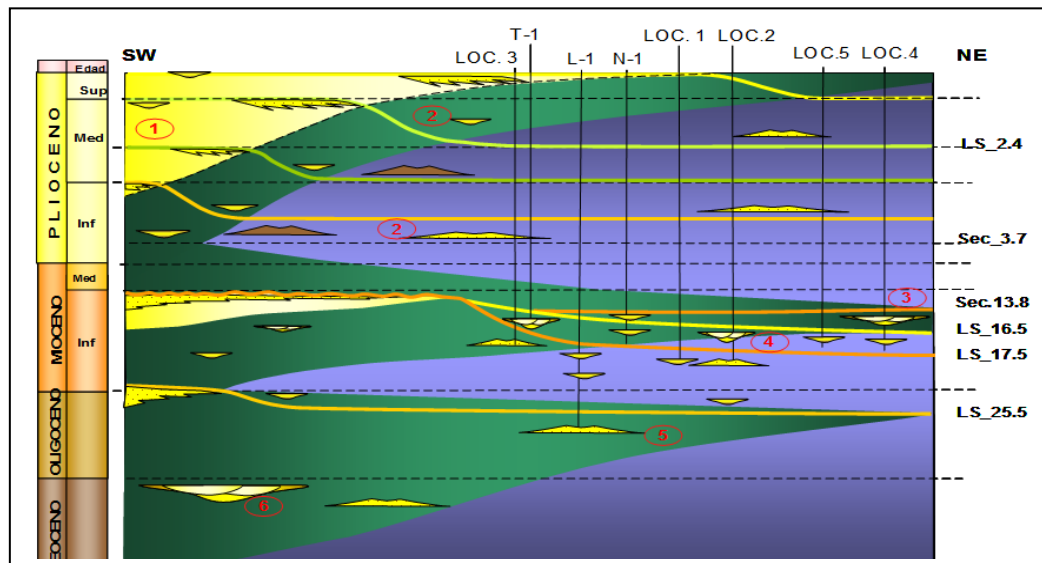 T-1
SW
LOC. 3
L-1
N-1
LOC. 1
LOC.2
LOC.5
LOC.4
NE
Edad
PLIOCENO
Sup
Med
Inf
1
2
LS_2.4
2
Sec_3.7
MIOCENO
Med
Inf
3
Sec.13.8
LS_16.5
4
LS_17.5
OLIGOCENO
LS_25.5
5
EOCENO
6